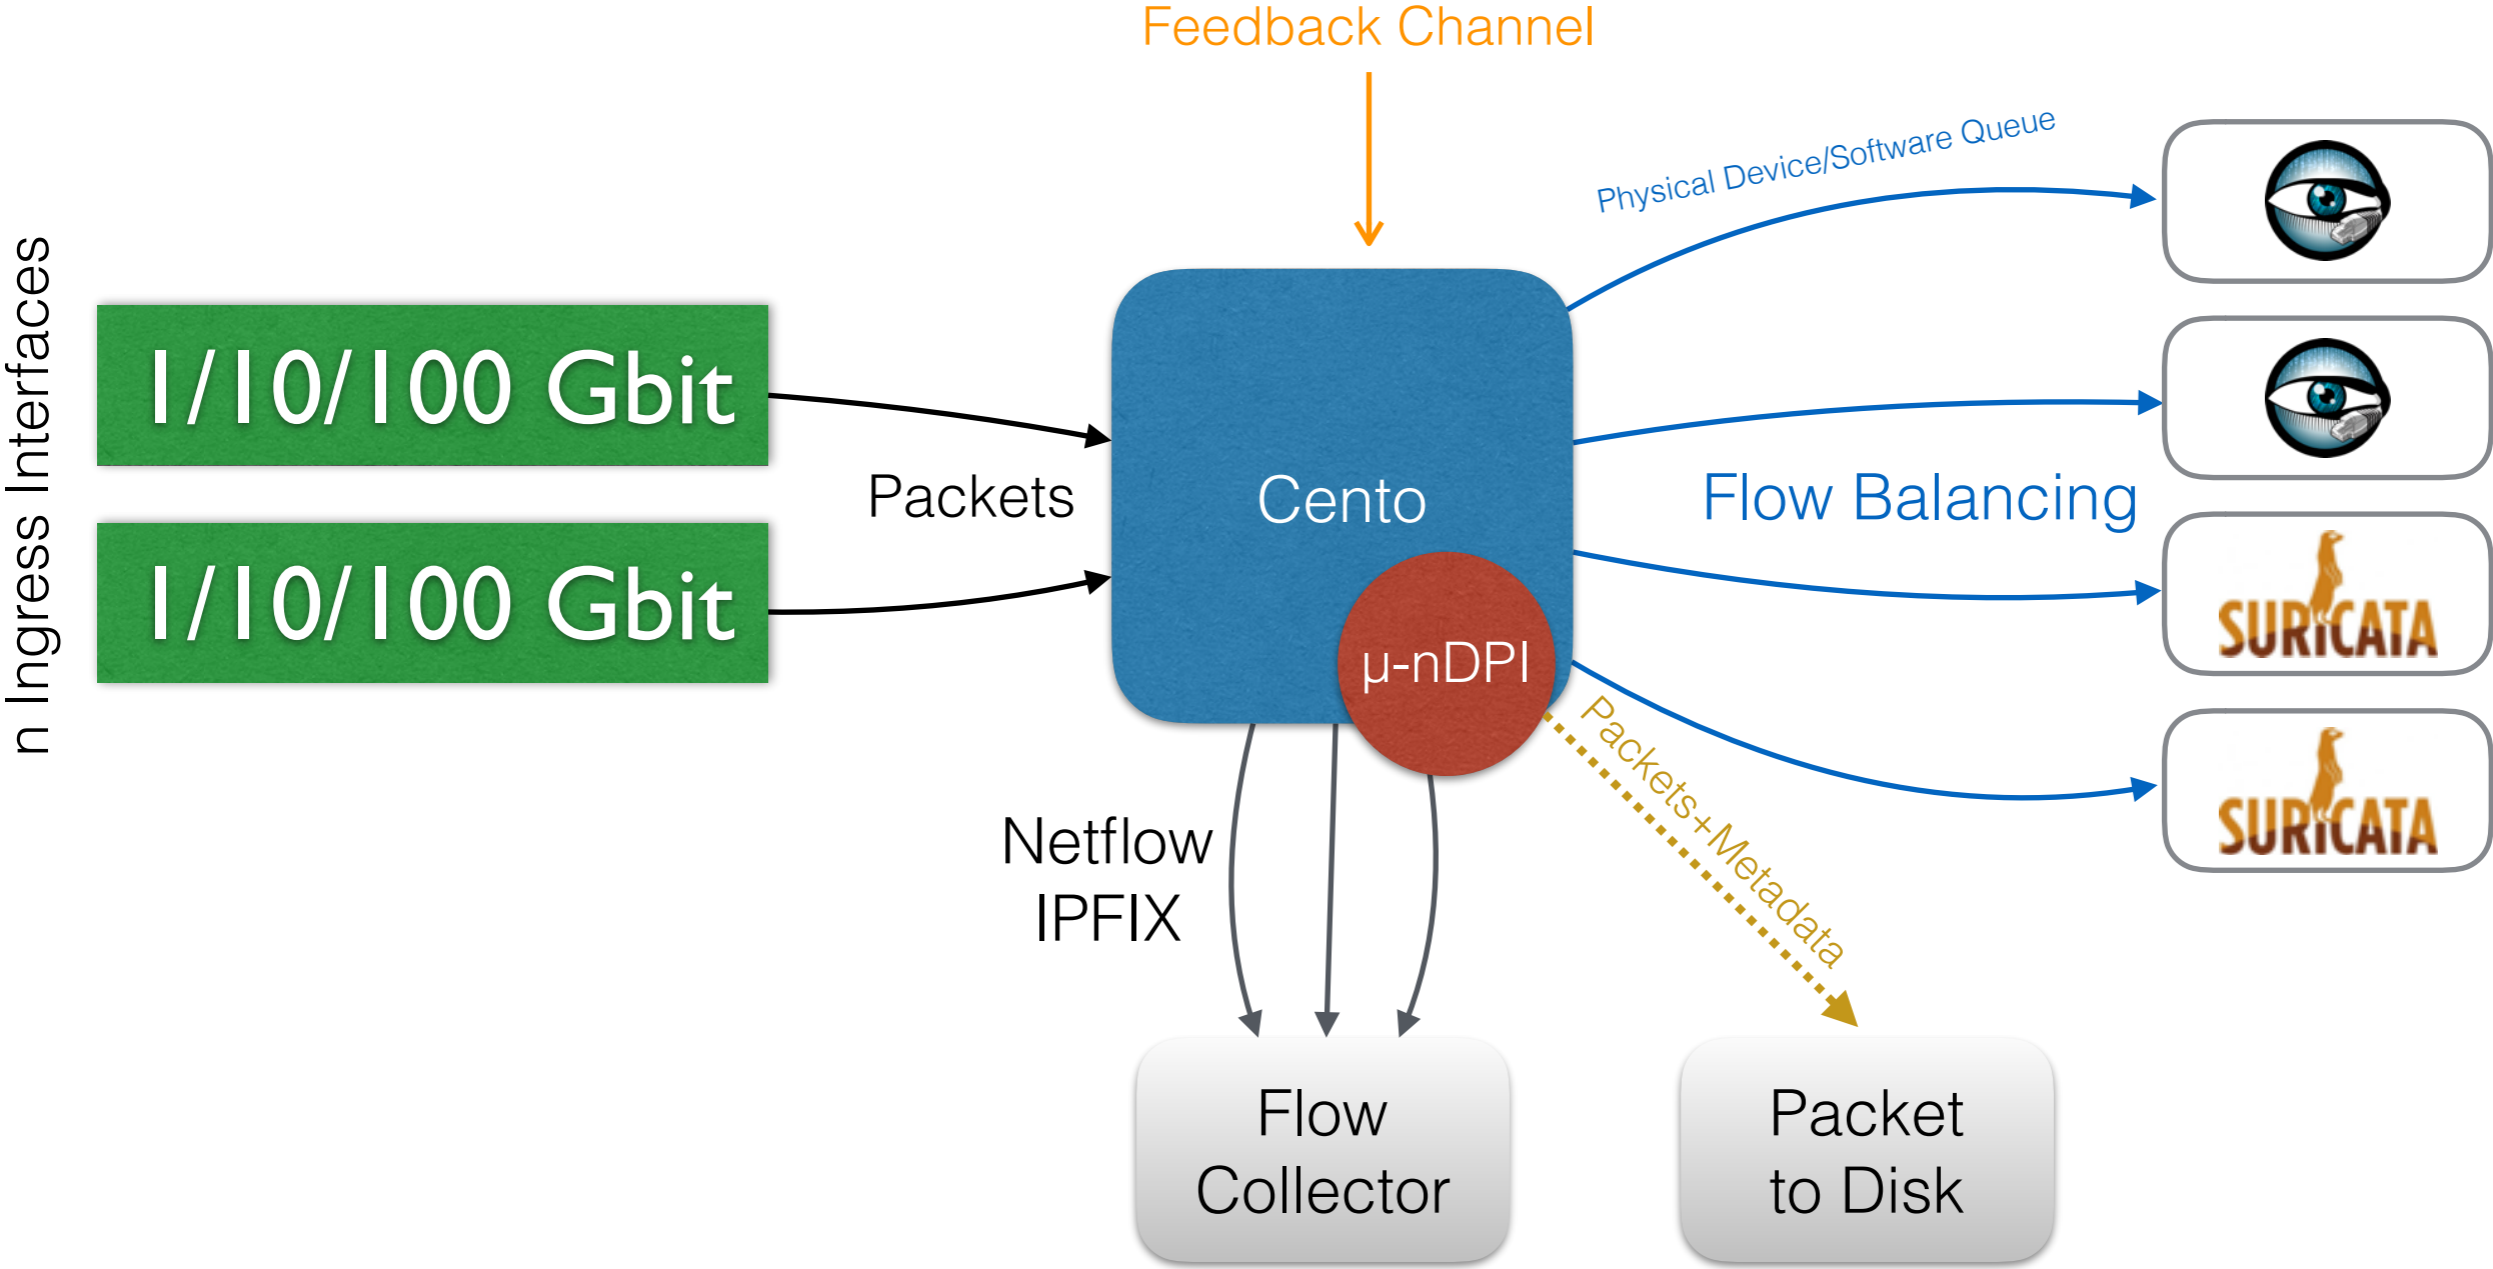 Feedback Channel
Physical Device/Software Queue
n Ingress Interfaces
1/10/100 Gbit
1/10/100 Gbit
Packets
Cento
µ-nDPI
Flow Balancing
SURICATA
SURICATA
Packets+Metadata
Netflow
IPFIX
Flow
Collector
Packet
to Disk